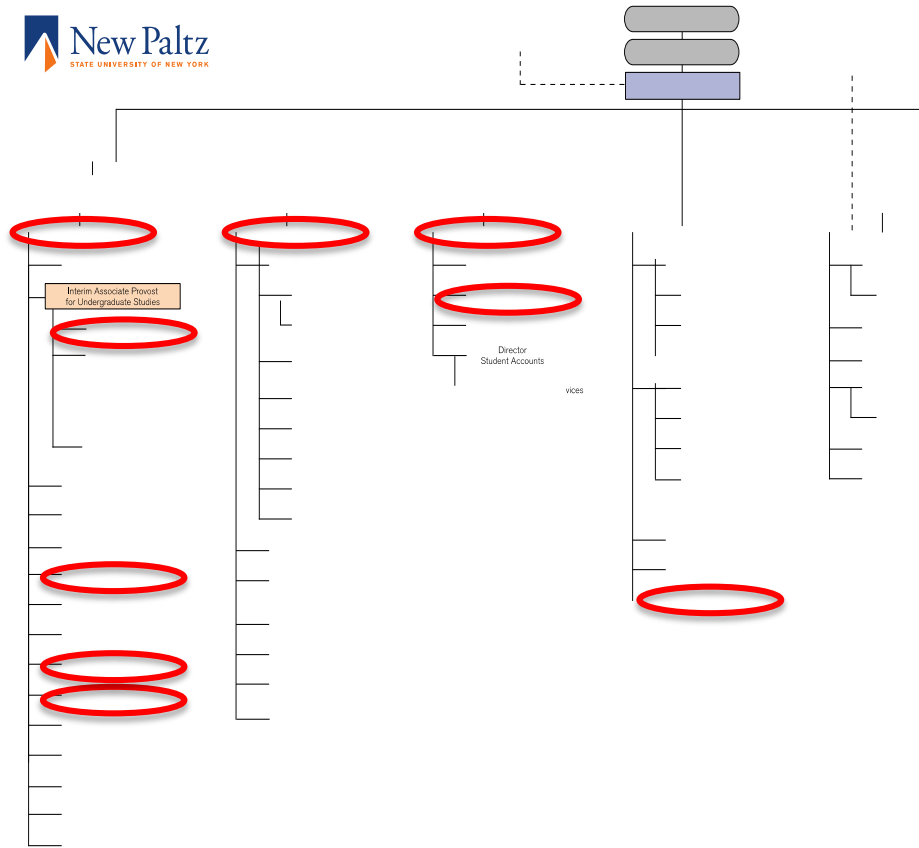 New Paltz
STATE UNIVERSITY OF NEW YORK
Interim Associate Provost
for Undergraduate Studies
Director
Student Accounts
vices